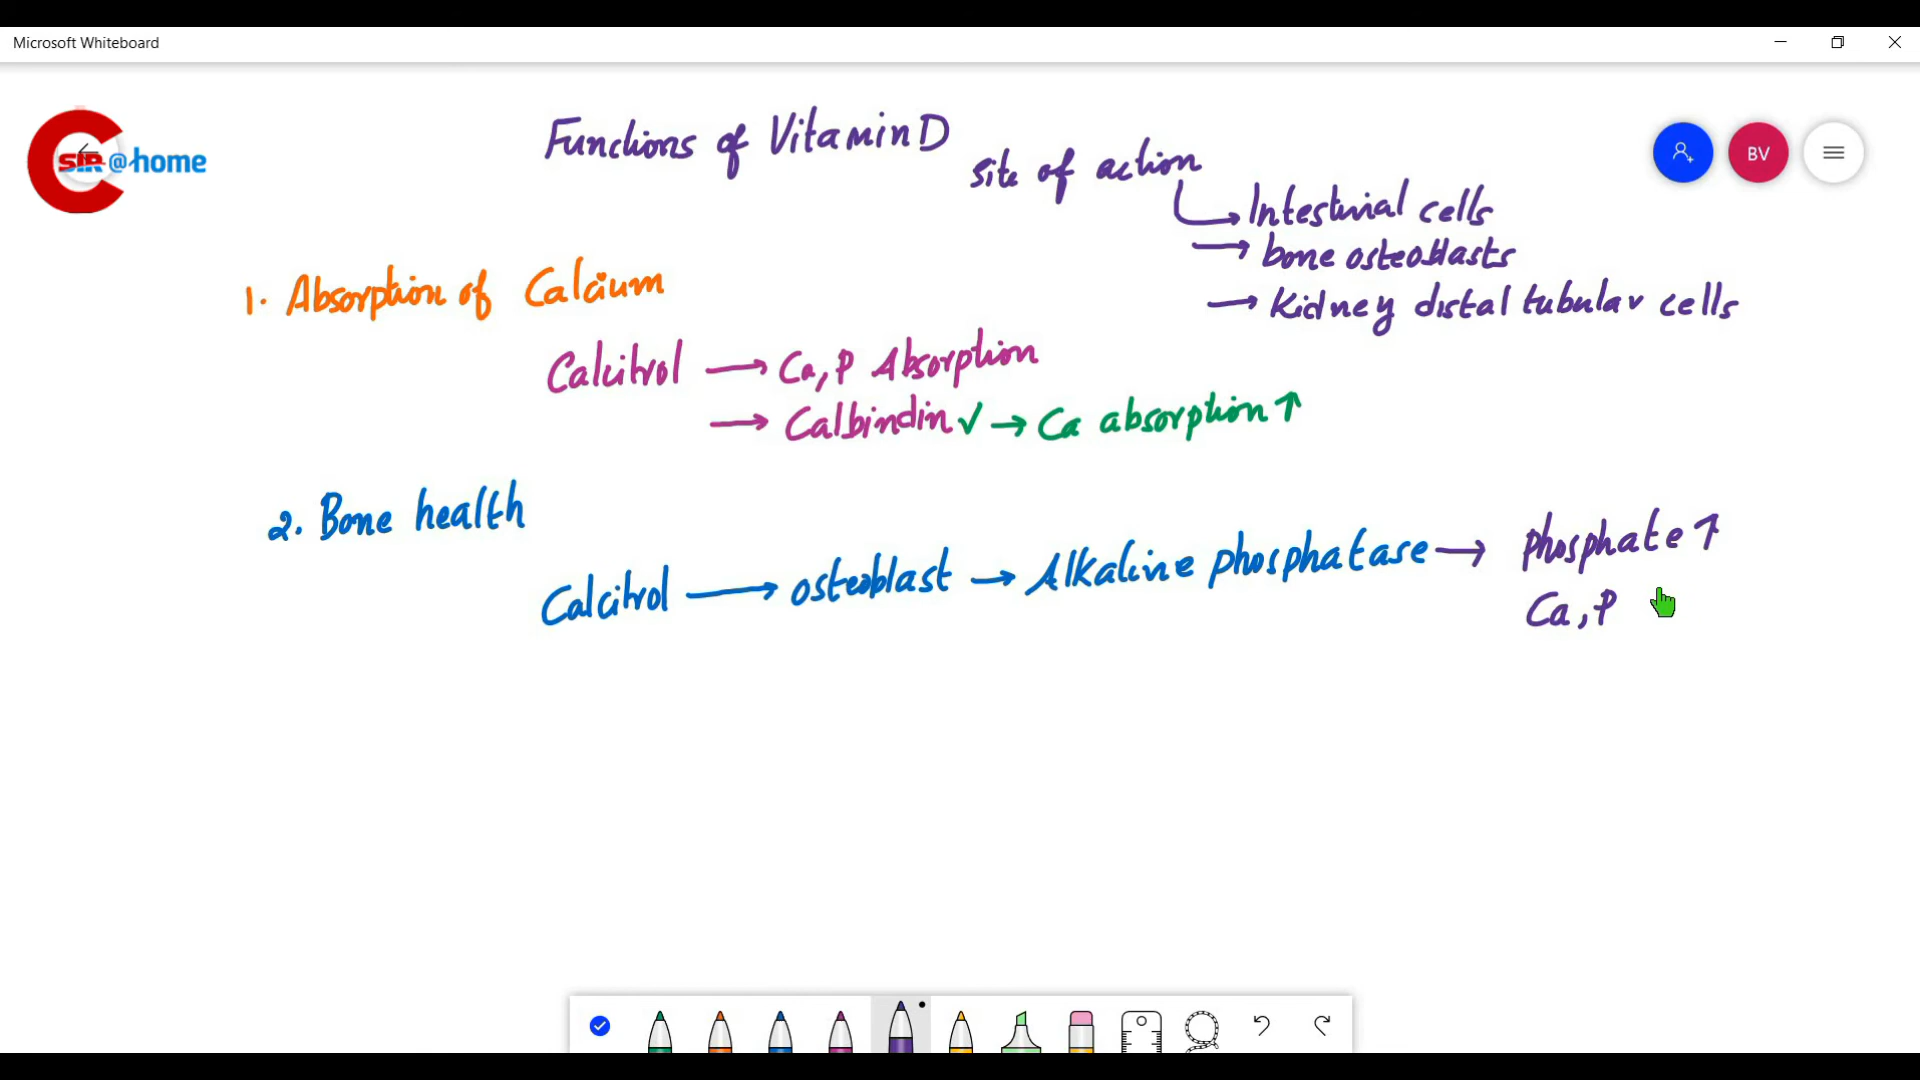 Microsoft Whiteboard
SIR @home
Functions of Vitamin D
site of action
BV
→ Intestinal cells
→ bone osteoblasts
→ Kidney distal tubular cells
1. Absorption of Calcium
Calcitrol → Ca, P Absorption
→ Calbindin ✓ → Ca absorption ↑
2. Bone health
Calcitrol → osteoblast → Alkaline phosphatase → phosphate ↑
Ca, P